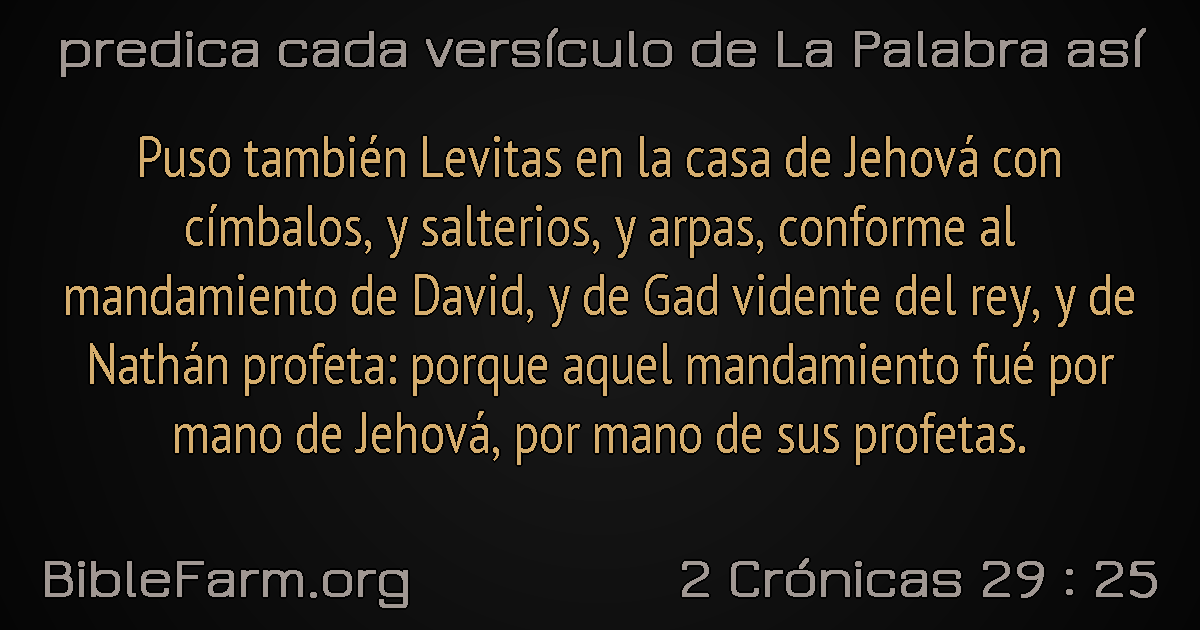 predica cada versículo de La Palabra así
Puso también Levitas en la casa de Jehová con
címbalos, y salterios, y arpas, conforme al
mandamiento de David, y de Gad vidente del rey, y de
Nathán profeta: porque aquel mandamiento fué por
mano de Jehová, por mano de sus profetas.
BibleFarm.org
2 Crónicas 29 : 25